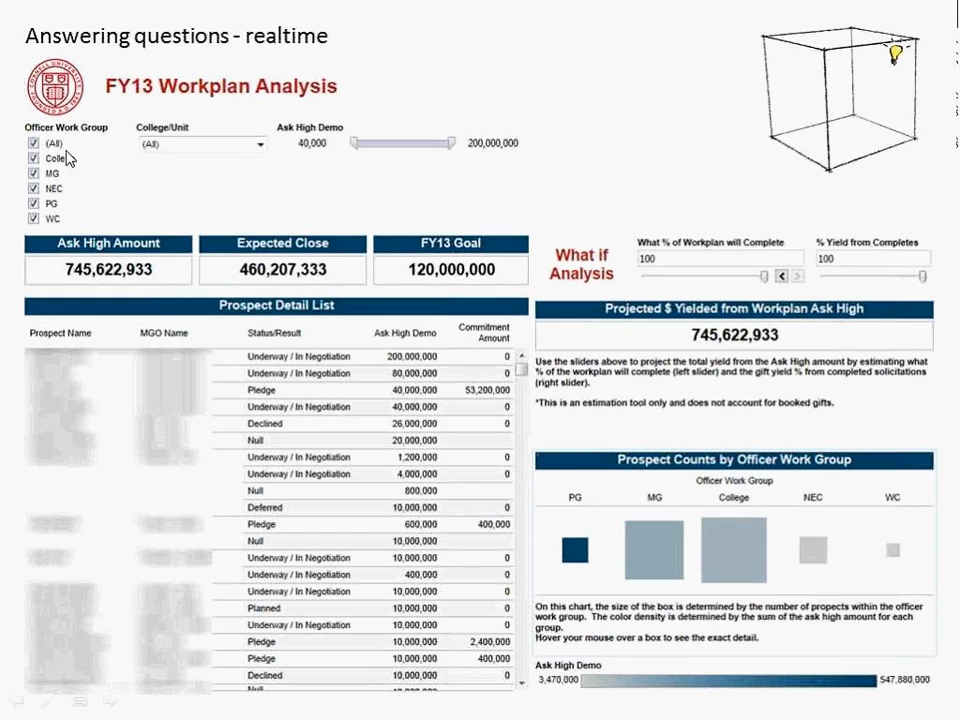 Answering questions - realtime
FY13 Workplan Analysis
Officer Work Group
(All)
MG
NEC
PG
WC
College/Unit
(All)
Ask High Demo
40,000
200,000,000
Ask High Amount
745,622,933
Expected Close
460,207,333
FY13 Goal
120,000,000
What if
Analysis
What % of Workplan will Complete
100
% Yield from Completes
100
Prospect Detail List
Prospect Name MGO Name Status/Result Ask High Demo Commitment
Amount
Underway / In Negotiation 200,000,000 0
Underway / In Negotiation 80,000,000 0
Pledge 40,000,000 53,200,000
Underway / In Negotiation 40,000,000 0
Declined 26,000,000 0
Null 20,000,000
Underway / In Negotiation 1,200,000 0
Underway / In Negotiation 4,000,000 0
Null 800,000
Deferred 10,000,000 0
Pledge 600,000 400,000
Null 10,000,000
Underway / In Negotiation 10,000,000 0
Underway / In Negotiation 400,000 0
Underway / In Negotiation 10,000,000 0
Planned 10,000,000 0
Underway / In Negotiation 10,000,000 0
Pledge 10,000,000 2,400,000
Pledge 10,000,000 400,000
Declined 10,000,000 0
Null
Projected $ Yielded from Workplan Ask High
745,622,933
Use the sliders above to project the total yield from the Ask High amount by estimating what
% of the workplan will complete (left slider) and the gift yield % from completed solicitations
(right slider).
*This is an estimation tool only and does not account for booked gifts.
Prospect Counts by Officer Work Group
Officer Work Group
PG MG College NEC WC
On this chart, the size of the box is determined by the number of propects within the officer
work group. The color density is determined by the sum of the ask high amount for each
group.
Hover your mouse over a box to see the exact detail.
Ask High Demo
3,470,000 547,880,000